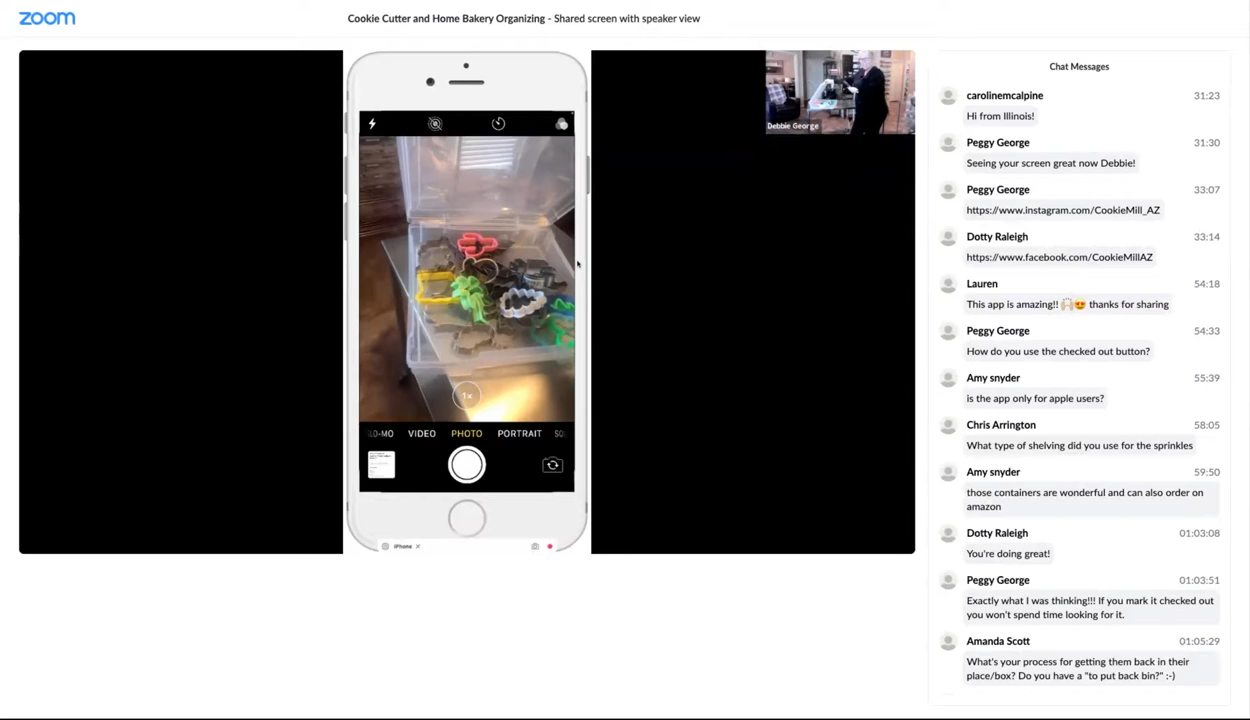 zoom
Cookie Cutter and Home Bakery Organizing - Shared screen with speaker view
Debbie George
1x
LO-MO VIDEO PHOTO PORTRAIT SQ
iPhone
Chat Messages
carolinemcalpine 31:23
Hi from Illinois!
Peggy George 31:30
Seeing your screen great now Debbie!
Peggy George 33:07
https://www.instagram.com/CookieMill_AZ
Dotty Raleigh 33:14
https://www.facebook.com/CookieMillAZ
Lauren 54:18
This app is amazing!! 🙌🏼😍 thanks for sharing
Peggy George 54:33
How do you use the checked out button?
Amy snyder 55:39
is the app only for apple users?
Chris Arrington 58:05
What type of shelving did you use for the sprinkles
Amy snyder 59:50
those containers are wonderful and can also order on
amazon
Dotty Raleigh 01:03:08
You're doing great!
Peggy George 01:03:51
Exactly what I was thinking!!! If you mark it checked out
you won't spend time looking for it.
Amanda Scott 01:05:29
What's your process for getting them back in their
place/box? Do you have a "to put back bin?" :-)